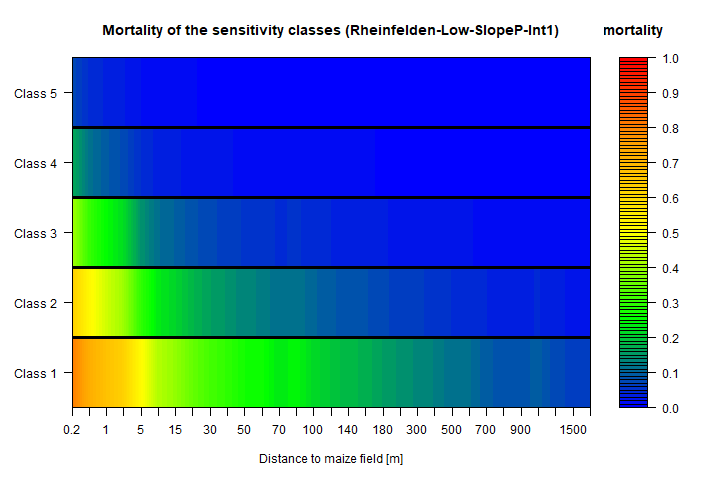 Mortality of the sensitivity classes (Rheinfelden-Low-SlopeP-Int1)
mortality
Class 5
Class 4
Class 3
Class 2
Class 1
1.0
0.9
0.8
0.7
0.6
0.5
0.4
0.3
0.2
0.1
0.0
0.2 1 5 15 30 50 70 100 140 180 300 500 700 900 1500
Distance to maize field [m]